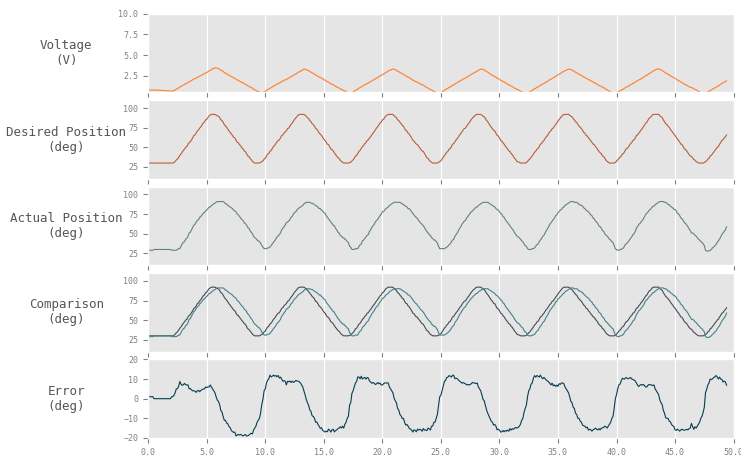 Voltage
(V)
10.0
7.5
5.0
2.5
Desired Position
(deg)
100
75
50
25
Actual Position
(deg)
100
75
50
25
Comparison
(deg)
100
75
50
25
Error
(deg)
20
10
0
−10
−20
0.0 5.0 10.0 15.0 20.0 25.0 30.0 35.0 40.0 45.0 50.0